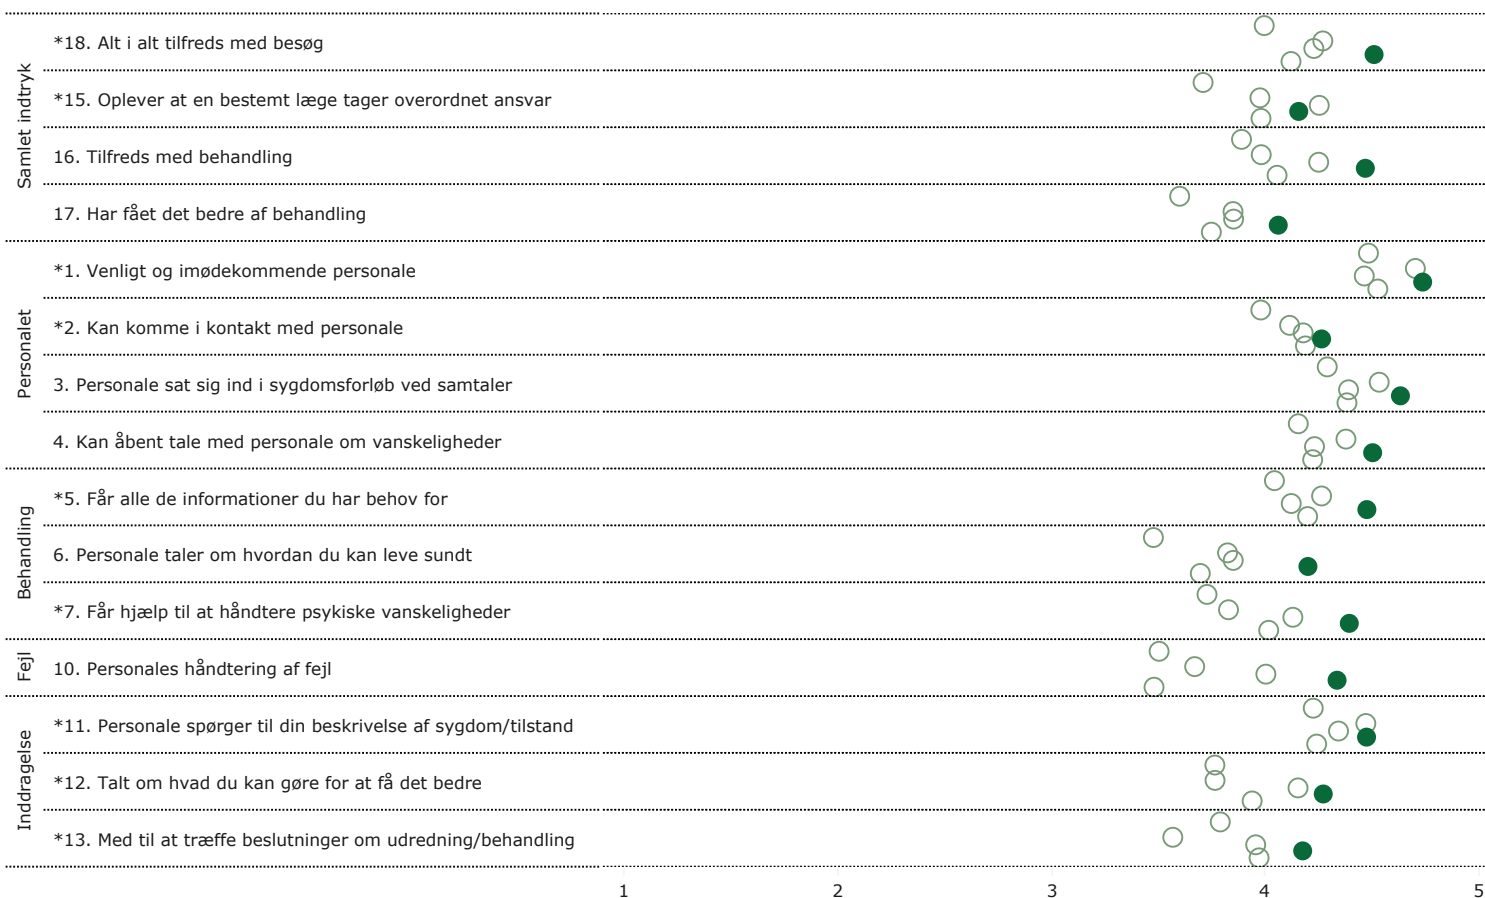 Samlet indtryk
*18. Alt i alt tilfreds med besøg
*15. Oplever at en bestemt læge tager overordnet ansvar
16. Tilfreds med behandling
17. Har fået det bedre af behandling
Personalet
*1. Venligt og imødekommende personale
*2. Kan komme i kontakt med personale
3. Personale sat sig ind i sygdomsforløb ved samtaler
4. Kan åbent tale med personale om vanskeligheder
Behandling
*5. Får alle de informationer du har behov for
6. Personale taler om hvordan du kan leve sundt
*7. Får hjælp til at håndtere psykiske vanskeligheder
Fejl
10. Personales håndtering af fejl
Inddragelse
*11. Personale spørger til din beskrivelse af sygdom/tilstand
*12. Talt om hvad du kan gøre for at få det bedre
*13. Med til at træffe beslutninger om udredning/behandling
1 2 3 4 5